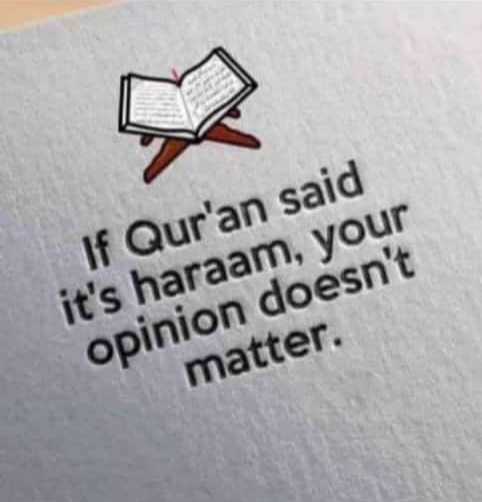 If Qur'an said
it's haraam, your
opinion doesn't
matter.